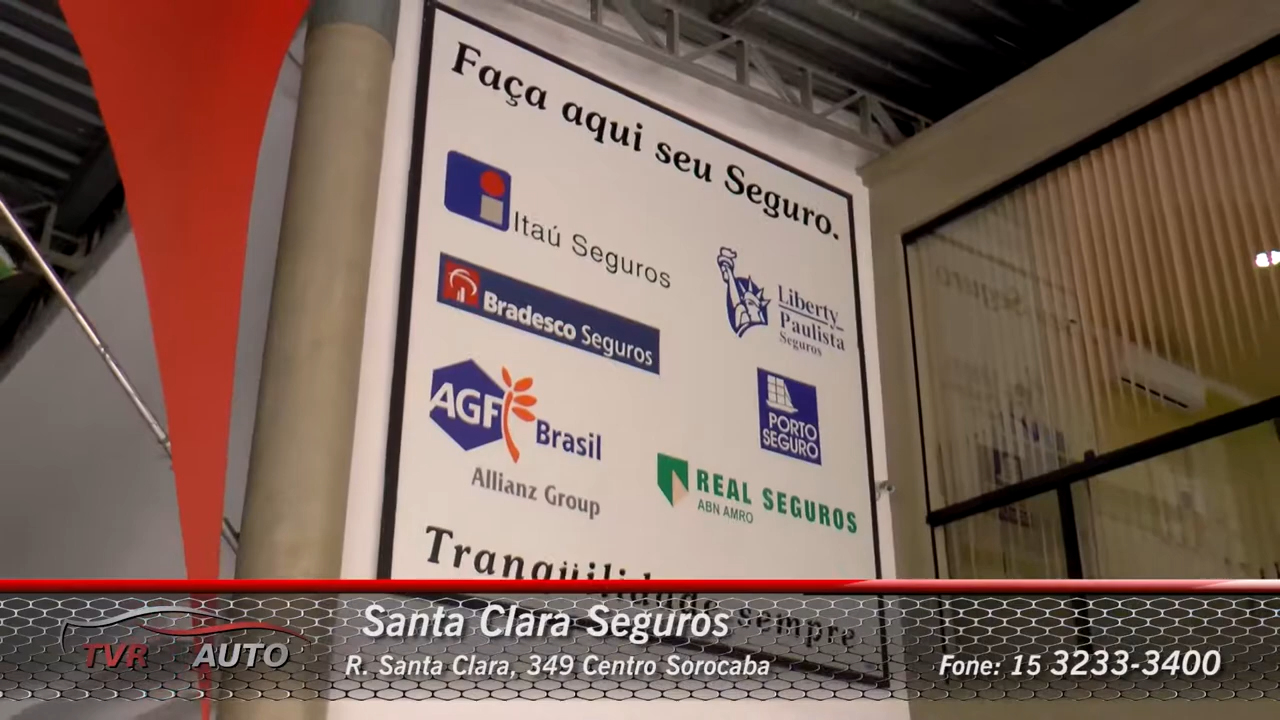 Faça aqui seu Seguro.
Itaú Seguros
Bradesco Seguros
Liberty
Paulista
Seguros
AGF Brasil
Allianz Group
PORTO
SEGURO
REAL SEGUROS
ABN AMRO
sempre
Santa Clara Seguros
R. Santa Clara, 349 Centro Sorocaba
Fone: 15 3233-3400
TVR AUTO